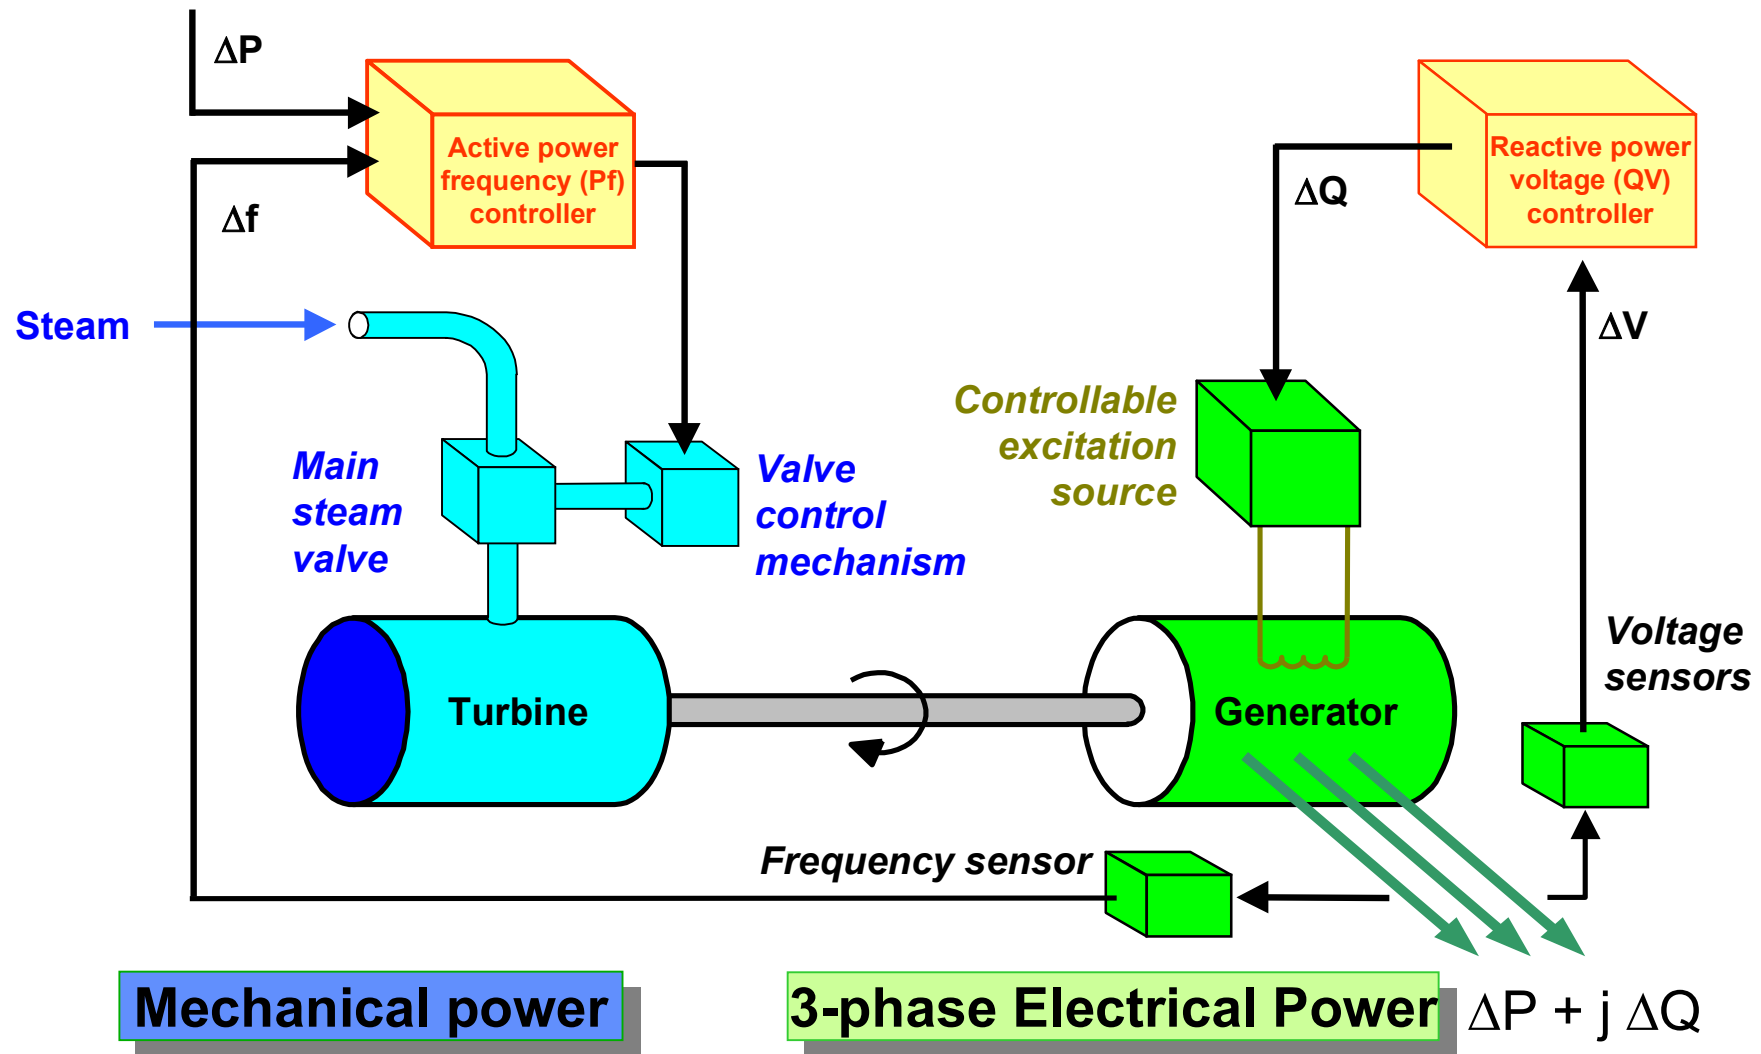 ΔP
Active power
frequency (Pf)
controller
Δf
Reactive power
voltage (QV)
controller
ΔQ
ΔV
Steam
Main
steam
valve
Valve
control
mechanism
Controllable
excitation
source
Voltage
sensors
Turbine
Generator
Frequency sensor
Mechanical power
3-phase Electrical Power
ΔP + j ΔQ